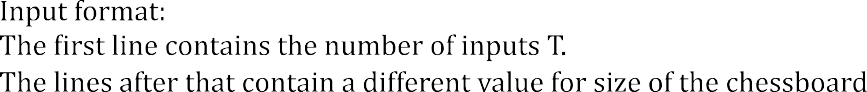 Input format:
The first line contains the number of inputs T.
The lines after that contain a different value for size of the chessboard